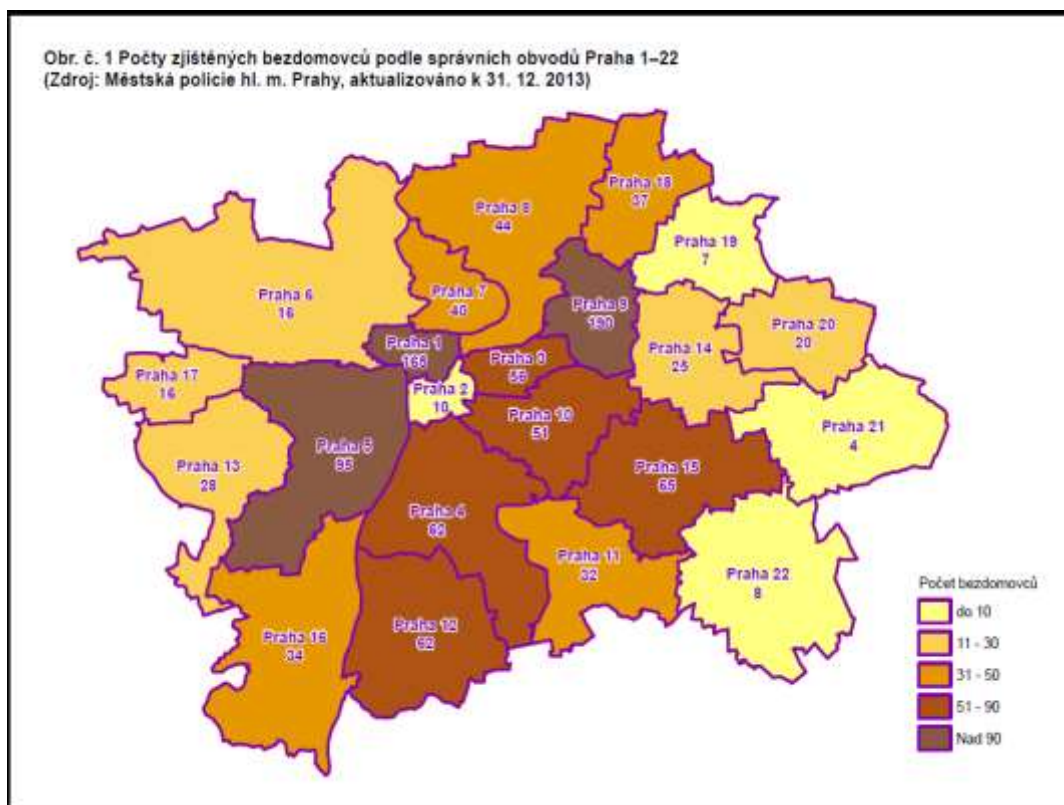 Obr. č. 1 Počty zjištěných bezdomovců podle správních obvodů Praha 1–22
(Zdroj: Městská policie hl. m. Prahy, aktualizováno k 31. 12. 2013)
Praha 18
37
Praha 8
44
Praha 19
7
Praha 6
16
Praha 7
40
Praha 9
190
Praha 20
20
Praha 1
168
Praha 14
25
Praha 3
56
Praha 17
16
Praha 2
10
Praha 10
51
Praha 21
4
Praha 5
95
Praha 13
28
Praha 15
65
Praha 4
62
Praha 11
32
Praha 22
8
Praha 12
62
Praha 16
34
Počet bezdomovců
do 10
11 - 30
31 - 50
51 - 90
Nad 90